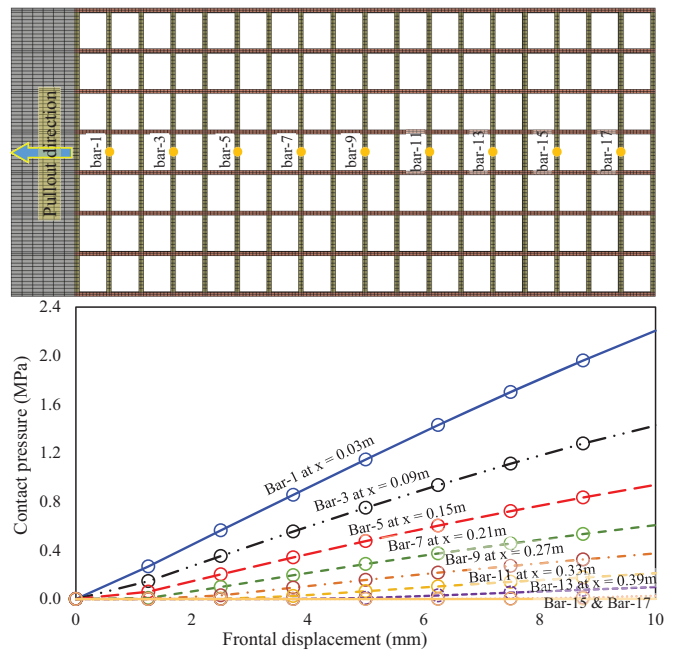 Pullout direction
bar-1
bar-3
bar-5
bar-7
bar-9
bar-11
bar-13
bar-15
bar-17
Contact pressure (MPa)
2.4
2.0
1.6
1.2
0.8
0.4
0.0
Bar-1 at x = 0.03m
Bar-3 at x = 0.09m
Bar-5 at x = 0.15m
Bar-7 at x = 0.21m
Bar-9 at x = 0.27m
Bar-11 at x = 0.33m
Bar-13 at x = 0.39m
Bar-15 & Bar-17
0
2
4
6
8
10
Frontal displacement (mm)